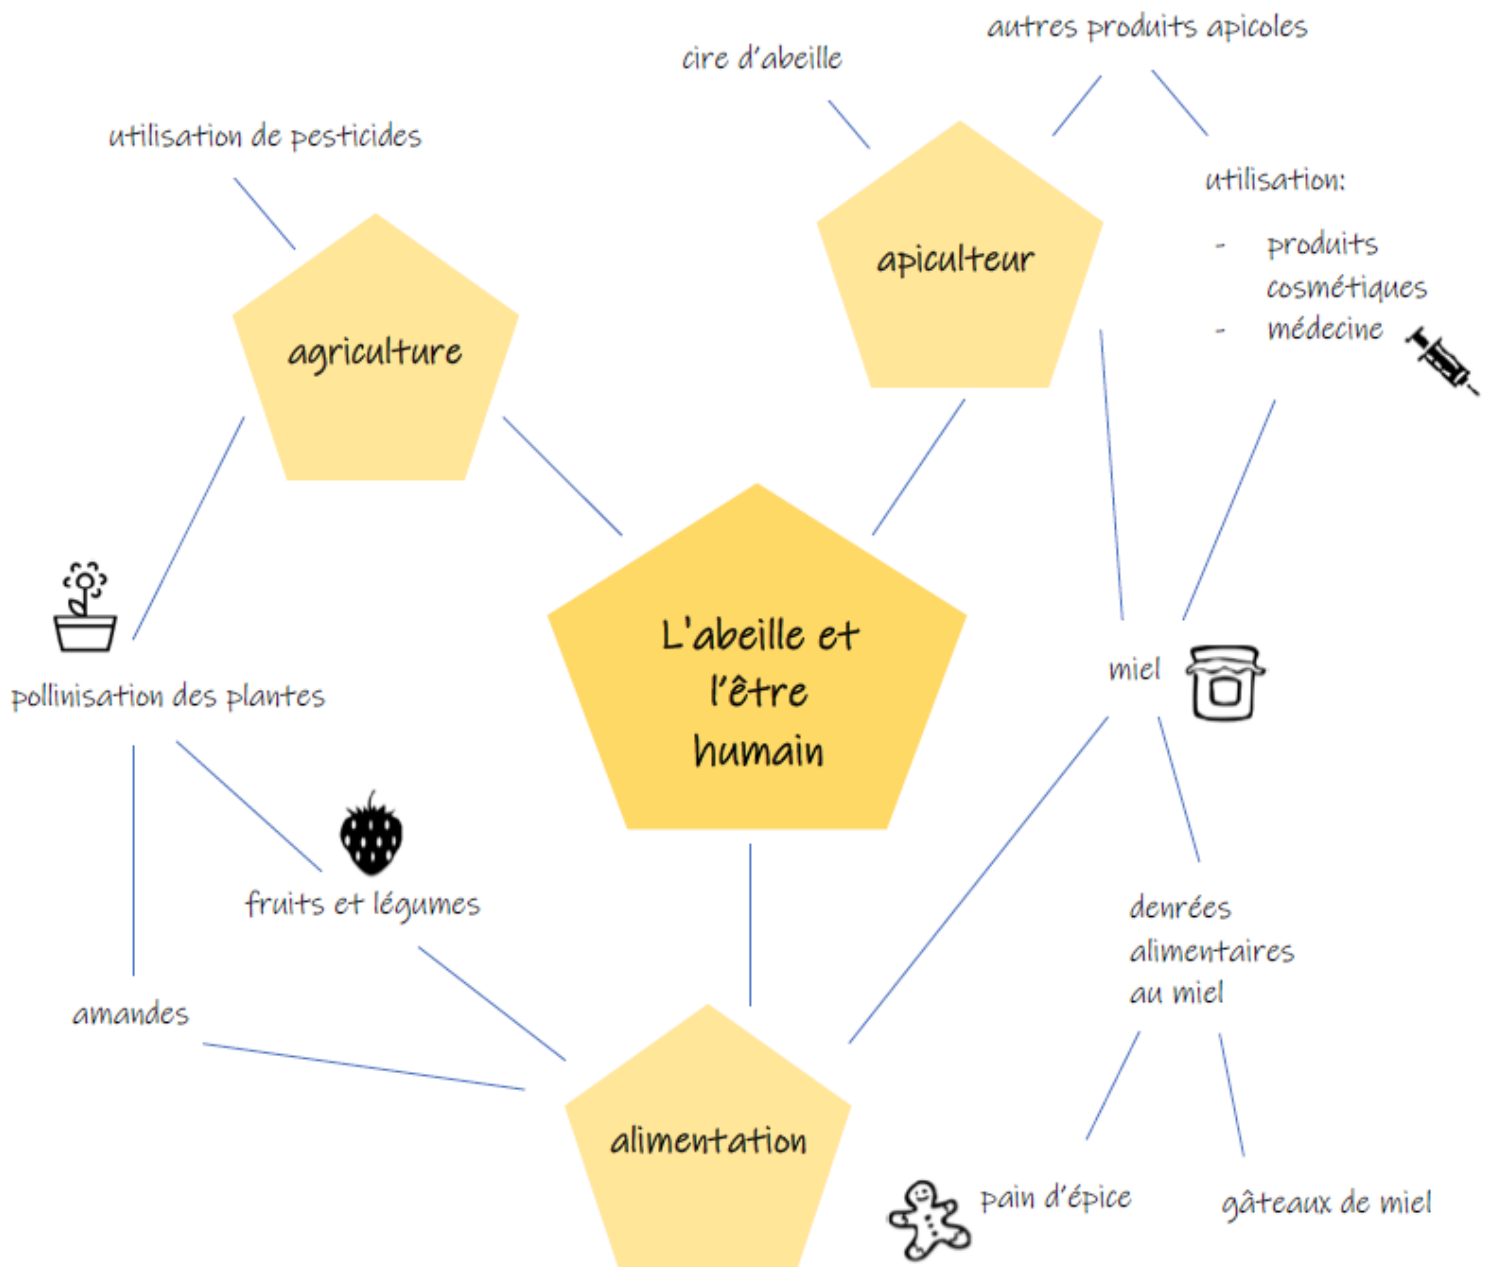 autres produits apicoles
cire d'abeille
utilisation de pesticides
utilisation:
- produits
cosmétiques
- médecine
apiculteur
agriculture
L'abeille et
l'être
humain
miel
pollinisation des plantes
fruits et légumes
denrées
alimentaires
au miel
amandes
alimentation
pain d'épice
gâteaux de miel